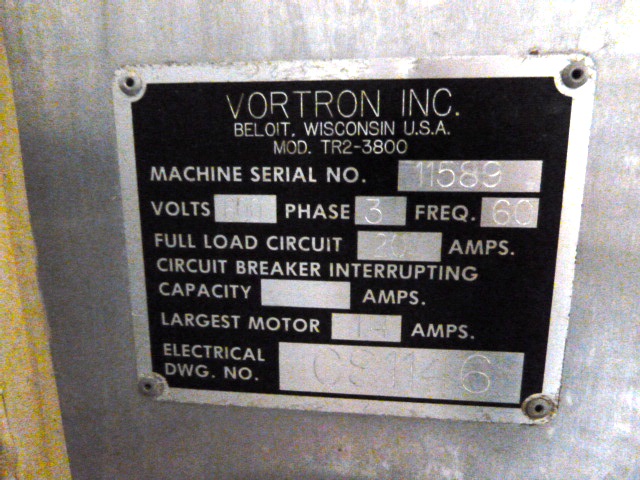 VORTRON INC.
BELOIT, WISCONSIN U.S.A.
MOD. TR2-3800
MACHINE SERIAL NO. 11589
VOLTS PHASE 3 FREQ. 60
FULL LOAD CIRCUIT 20 AMPS.
CIRCUIT BREAKER INTERRUPTING
CAPACITY AMPS.
LARGEST MOTOR AMPS.
ELECTRICAL
DWG. NO.